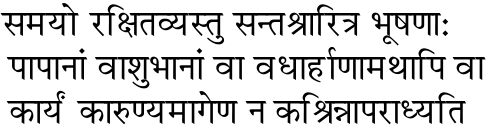 समयो रक्षितव्यस्तु सन्तश्रारित्र भूषणाः
पापानां वाशुभानां वा वधार्हाणामथापि वा
कार्यं कारुण्यमागेण न कश्रिन्नापराध्यति